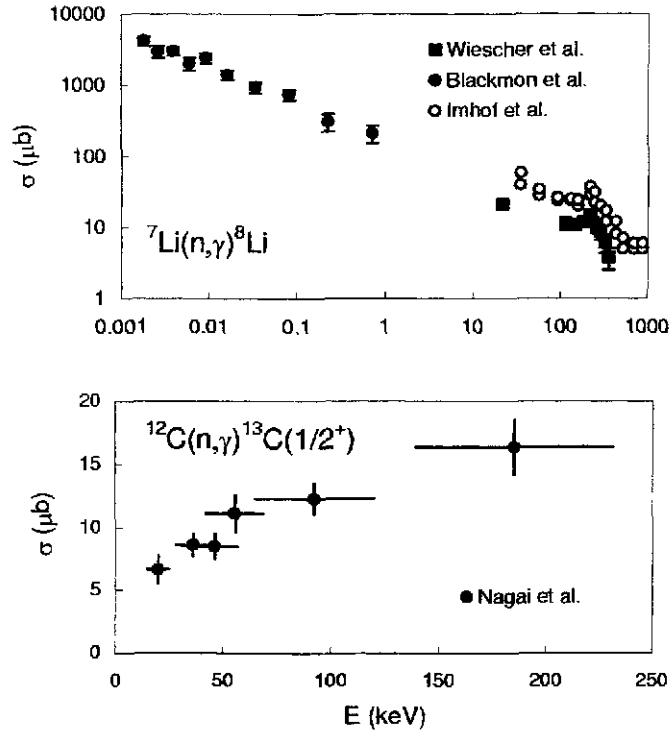 10000
1000
100
10
1
σ (μb)
Wiescher et al.
Blackmon et al.
Imhof et al.
⁷Li(n,γ)⁸Li
0.001 0.01 0.1 1 10 100 1000
20
15
10
5
0
σ (μb)
¹²C(n,γ)¹³C(1/2⁺)
Nagai et al.
0 50 100 150 200 250
E (keV)